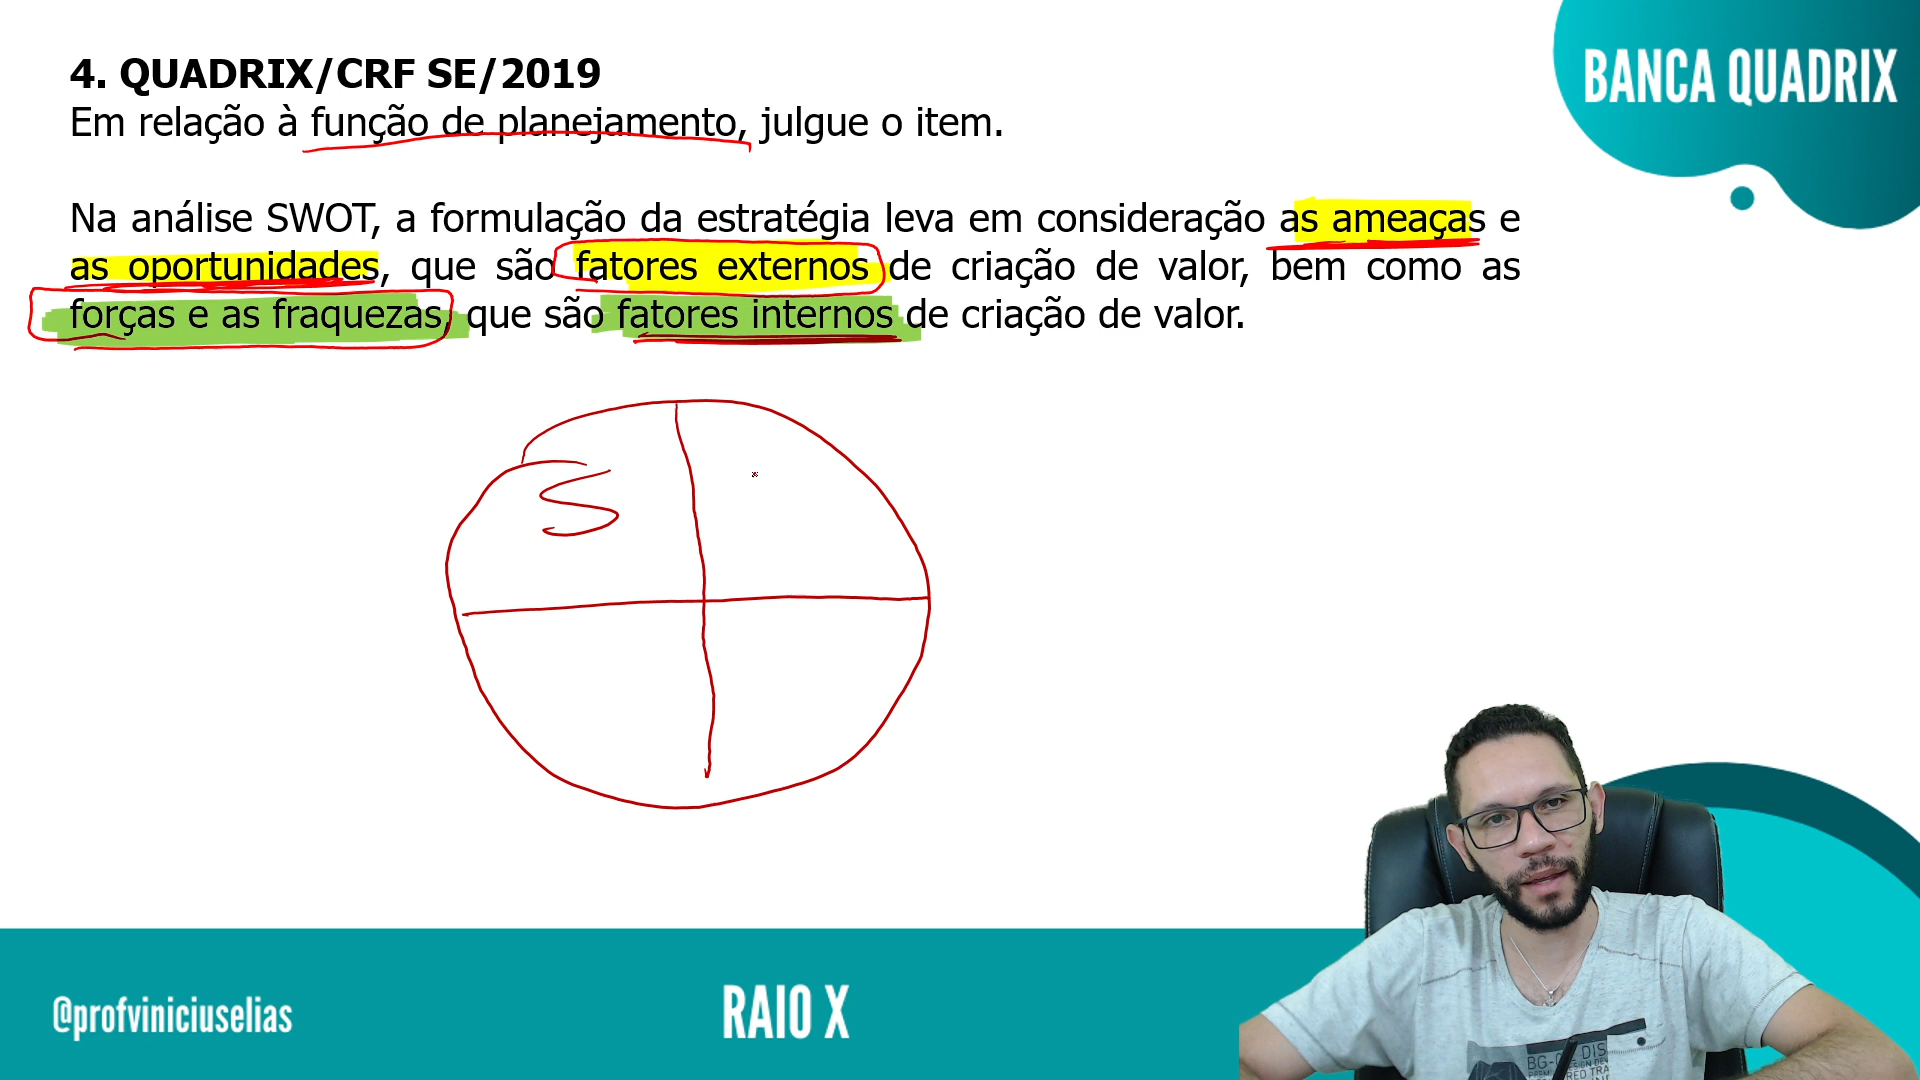 4. QUADRIX/CRF SE/2019
BANCA QUADRIX
Em relação à função de planejamento, julgue o item.
Na análise SWOT, a formulação da estratégia leva em consideração as ameaças e
as oportunidades, que são fatores externos de criação de valor, bem como as
forças e as fraquezas, que são fatores internos de criação de valor.
S
@profviniciuselias
RAIO X